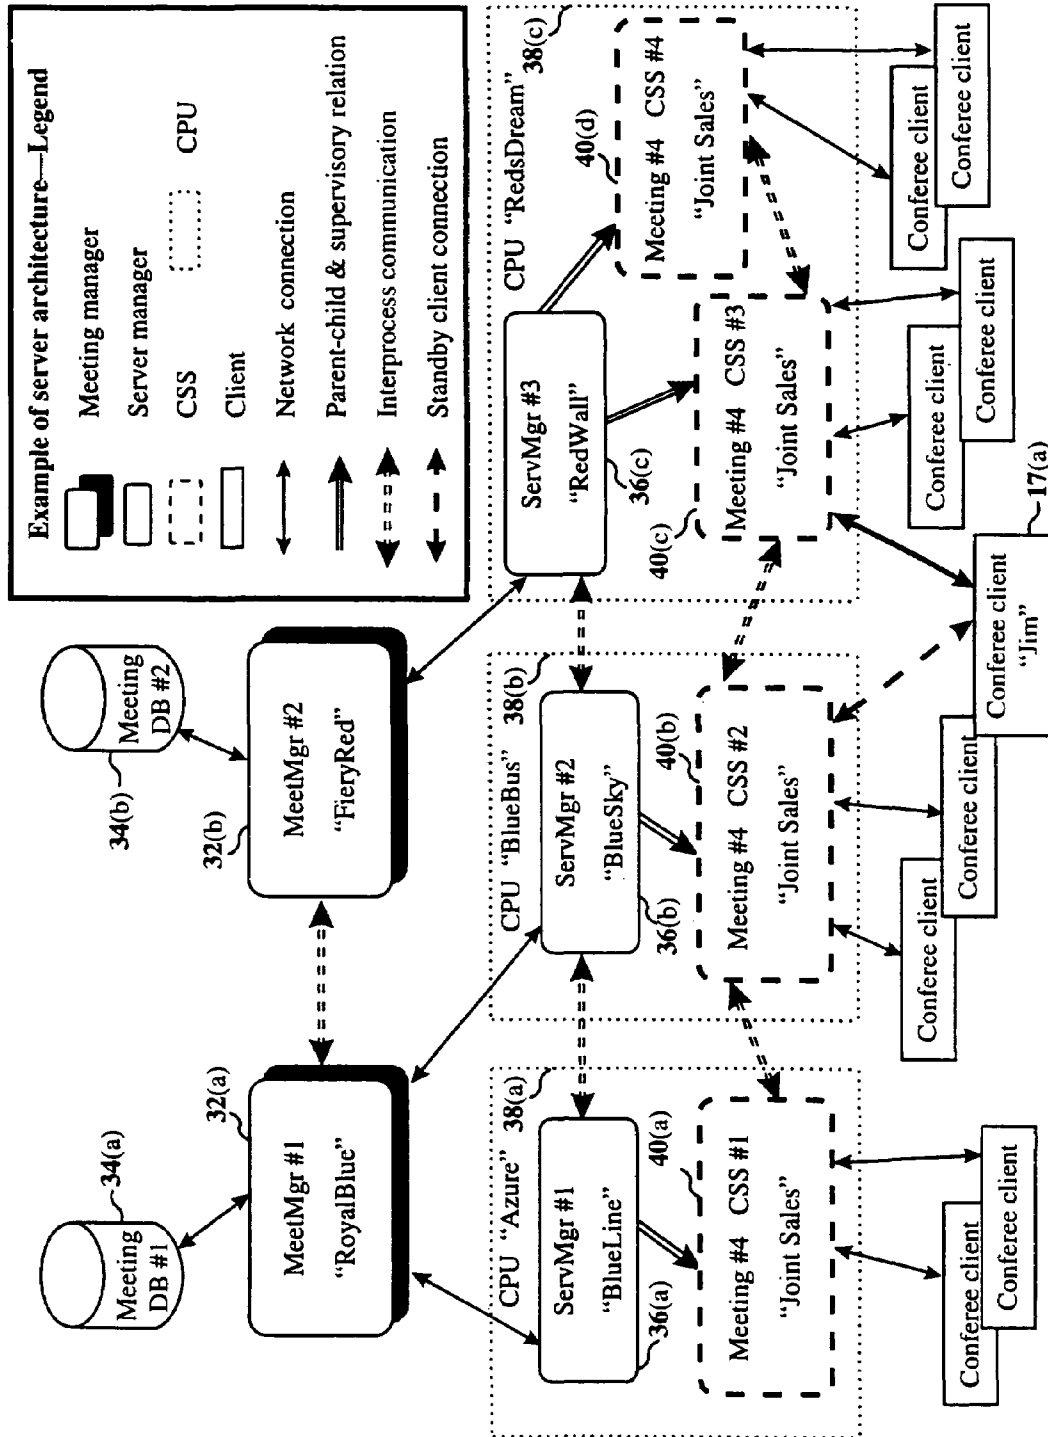 Example of server architecture—Legend
Meeting manager
Server manager
CSS
CPU
Client
Network connection
Parent-child & supervisory relation
Interprocess communication
Standby client connection
34(a)
Meeting
DB #1
34(b)
Meeting
DB #2
32(a)
MeetMgr #1
“RoyalBlue”
32(b)
MeetMgr #2
“FieryRed”
CPU “Azure”
38(a)
ServMgr #1
“BlueLine”
36(a)
40(a)
Meeting #4 CSS #1
“Joint Sales”
Conferee client
Conferee client
CPU “BlueBus”
38(b)
ServMgr #2
“BlueSky”
36(b)
40(b)
Meeting #4 CSS #2
“Joint Sales”
Conferee client
Conferee client
CPU “RedsDream”
38(c)
ServMgr #3
“RedWall”
36(c)
40(c)
Meeting #4 CSS #3
“Joint Sales”
40(d)
Meeting #4 CSS #4
“Joint Sales”
Conferee client
“Jim”
17(a)
Conferee client
Conferee client
Conferee client
Conferee client